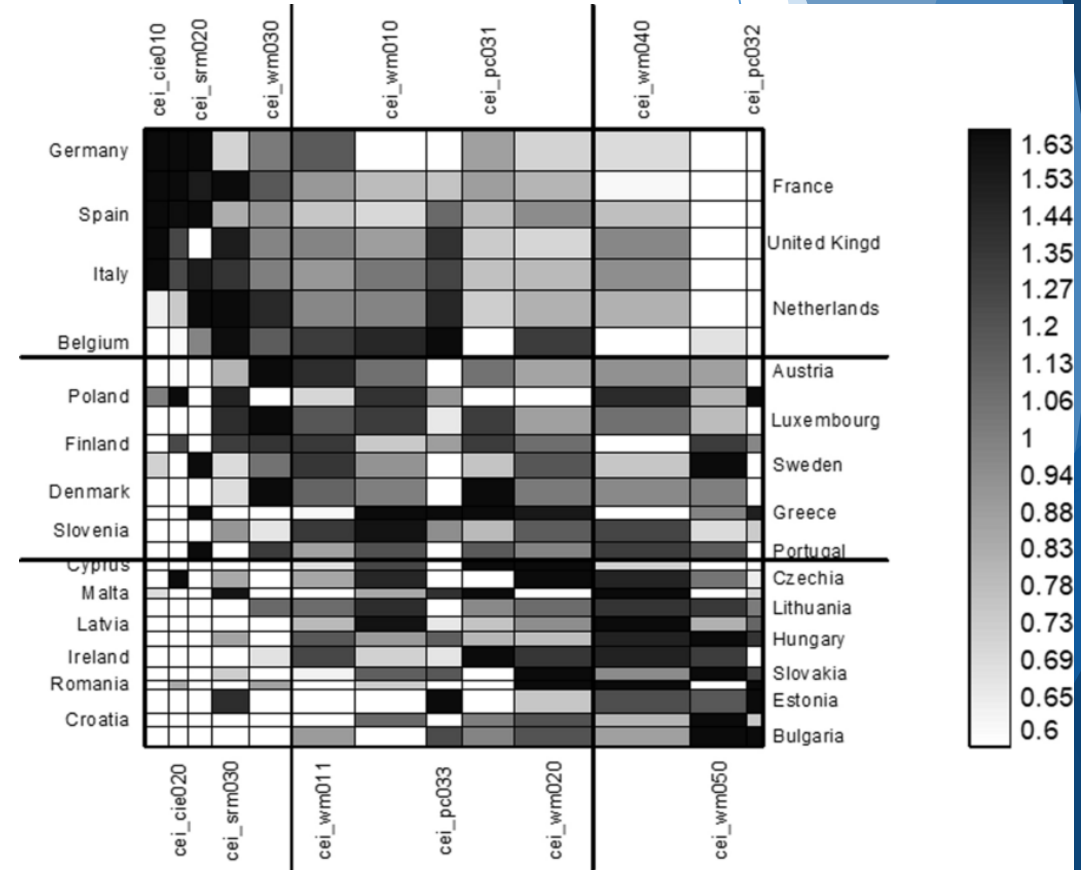 cei_cie010
cei_srm020
cei_wm030
cei_wm010
cei_pc031
cei_wm040
cei_pc032
Germany
France
Spain
United Kingd
Italy
Netherlands
Belgium
Austria
Poland
Luxembourg
Finland
Sweden
Denmark
Greece
Slovenia
Portugal
Cyprus
Czechia
Malta
Lithuania
Latvia
Hungary
Ireland
Slovakia
Romania
Estonia
Croatia
Bulgaria
cei_cie020
cei_srm030
cei_wm011
cei_pc033
cei_wm020
cei_wm050
1.63
1.53
1.44
1.35
1.27
1.2
1.13
1.06
1
0.94
0.88
0.83
0.78
0.73
0.69
0.65
0.6